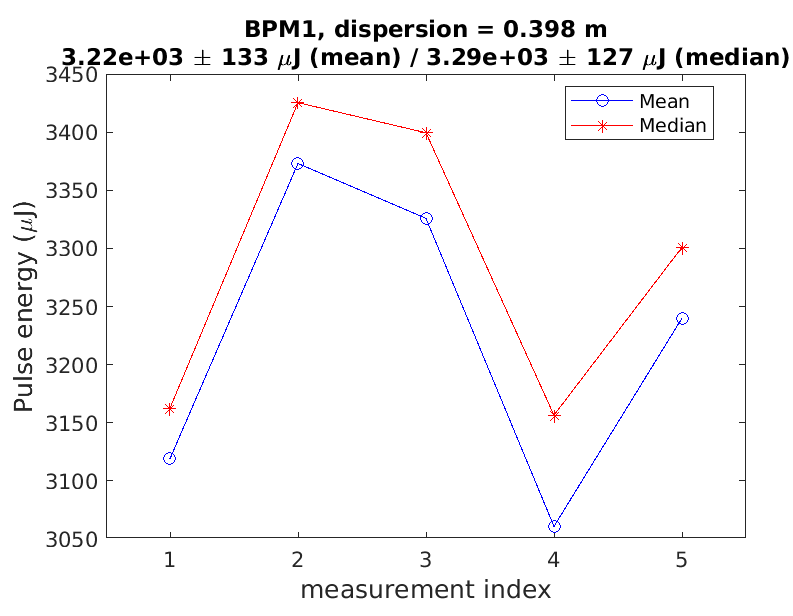 BPM1, dispersion = 0.398 m
3.22e+03 ± 133 μJ (mean) / 3.29e+03 ± 127 μJ (median)
Mean
Median
Pulse energy (μJ)
3450
3400
3350
3300
3250
3200
3150
3100
3050
1 2 3 4 5
measurement index